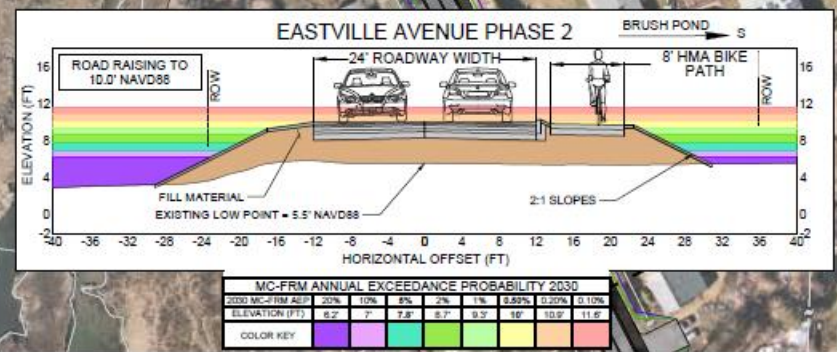 EASTVILLE AVENUE PHASE 2
BRUSH POND
S
ROAD RAISING TO
10.0' NAVD88
24' ROADWAY WIDTH
8' HMA BIKE
PATH
ROW
ROW
ELEVATION (FT)
16
12
8
4
0
-2
16
12
8
4
0
-2
FILL MATERIAL
EXISTING LOW POINT = 5.5' NAVD88
2:1 SLOPES
-40 -36 -32 -28 -24 -20 -16 -12 -8 -4 0 4 8 12 16 20 24 28 32 36 40
HORIZONTAL OFFSET (FT)
MC-FRM ANNUAL EXCEEDANCE PROBABILITY 2030
2030 MC-FRM AEP 20% 10% 5% 2% 1% 0.50% 0.20% 0.10%
ELEVATION (FT) 6.2' 7' 7.8' 8.7' 9.3' 10' 10.9' 11.6'
COLOR KEY